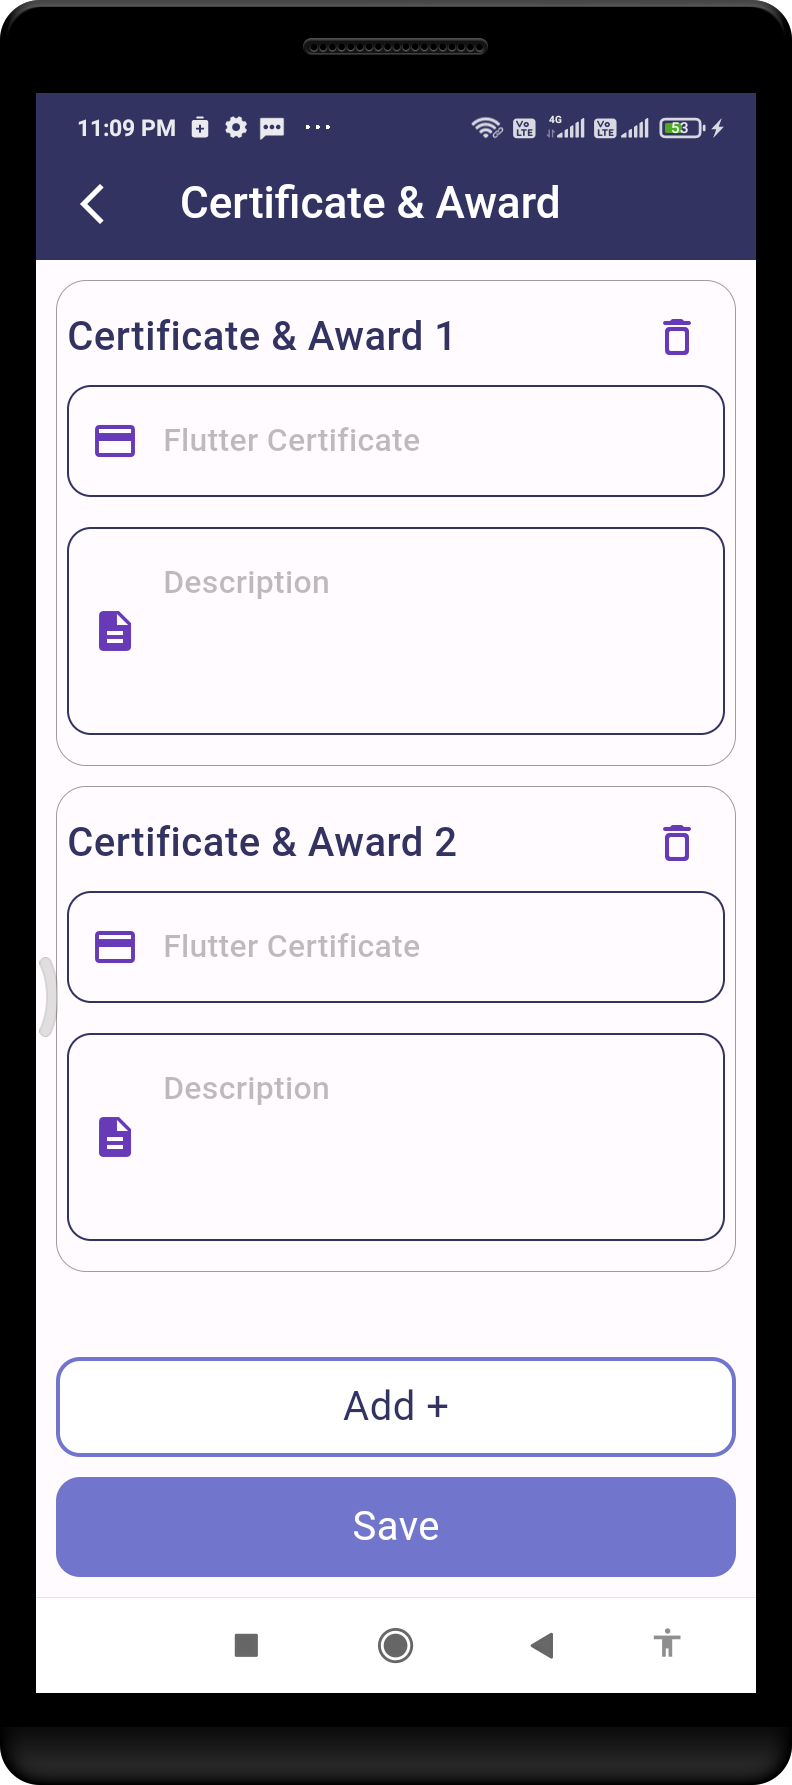 11:09 PM ... Vo LTE 4G Vo LTE 53
Certificate & Award
Certificate & Award 1
Flutter Certificate
Description
Certificate & Award 2
Flutter Certificate
Description
Add +
Save